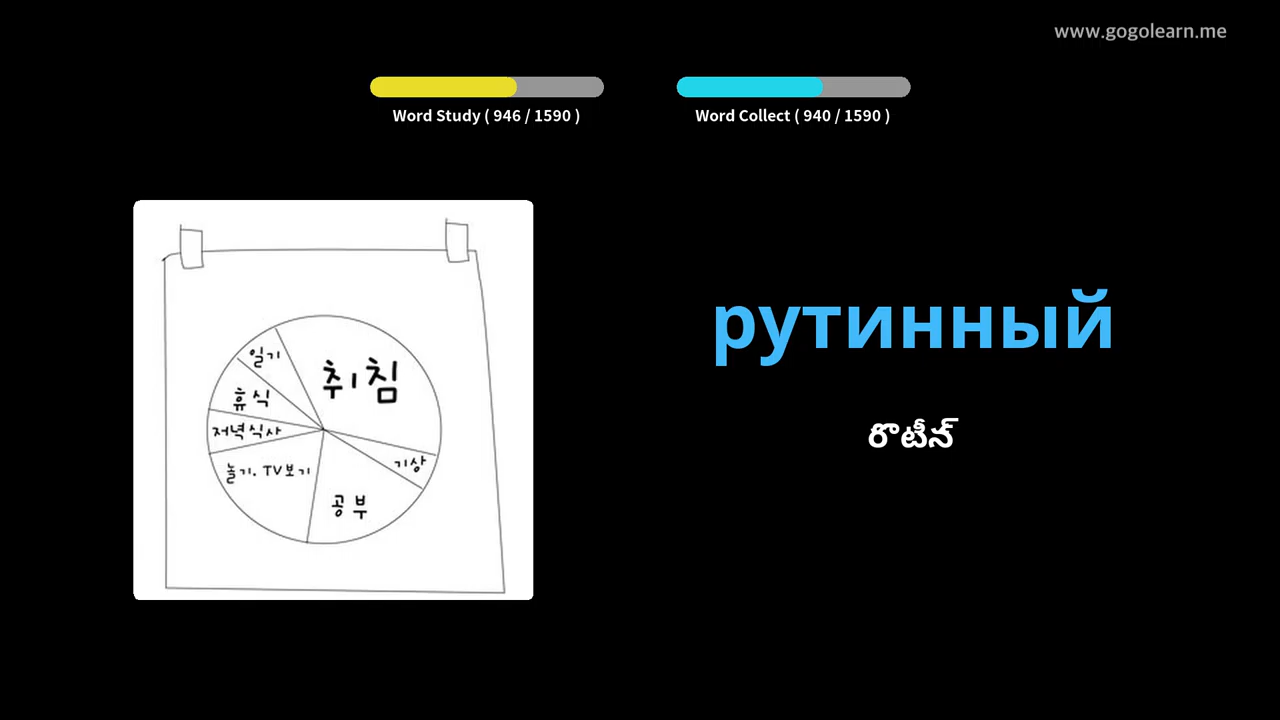 www.gogolearn.me
Word Study ( 946 / 1590 )
Word Collect ( 940 / 1590 )
일기
취침
휴식
저녁식사
놀기. TV보기
기상
공부
рутинный
రొటీన్